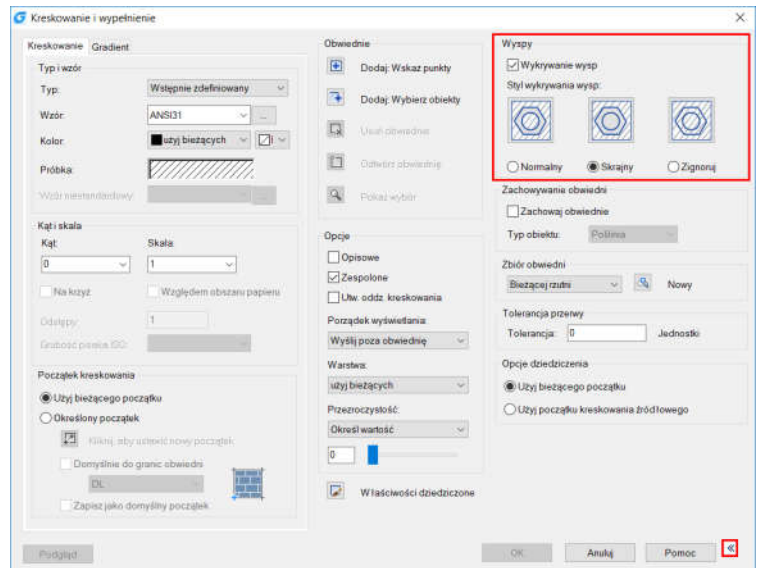 Kreskowanie i wypełnienie
Kreskowanie
Gradient
Typ i wzór
Typ:
Wstępnie zdefiniowany
Wzór:
ANSI31
...
Kolor:
użyj bieżących
Próbka:
Wzór niestandardowy:
Kąt i skala
Kąt:
Skala:
0
1
Na krzyż
Względem obszaru papieru
Odstępy:
1
Grubość pisaka ISO:
Początek kreskowania
Użyj bieżącego początku
Określony początek
Kliknij, aby ustawić nowy początek
Domyślnie do granic obwiedni
DL
Zapisz jako domyślny początek
Podgląd
Obwiednie
Dodaj: Wskaż punkty
Dodaj: Wybierz obiekty
Usuń obwiednie
Odtwórz obwiednię
Pokaż wybór
Opcje
Opisowe
Zespolone
Utw. oddz. kreskowania
Porządek wyświetlania:
Wyślij poza obwiednię
Warstwa:
użyj bieżących
Przezroczystość:
Określ wartość
0
Właściwości dziedziczone
Wyspy
Wykrywanie wysp
Styl wykrywania wysp:
Normalny
Skrajny
Zignoruj
Zachowywanie obwiedni
Zachowaj obwiednie
Typ obiektu:
Polilinia
Zbiór obwiedni
Bieżącej rzutni
Nowy
Tolerancja przerwy
Tolerancja:
0
Jednostki
Opcje dziedziczenia
Użyj bieżącego początku
Użyj początku kreskowania źródłowego
OK
Anuluj
Pomoc